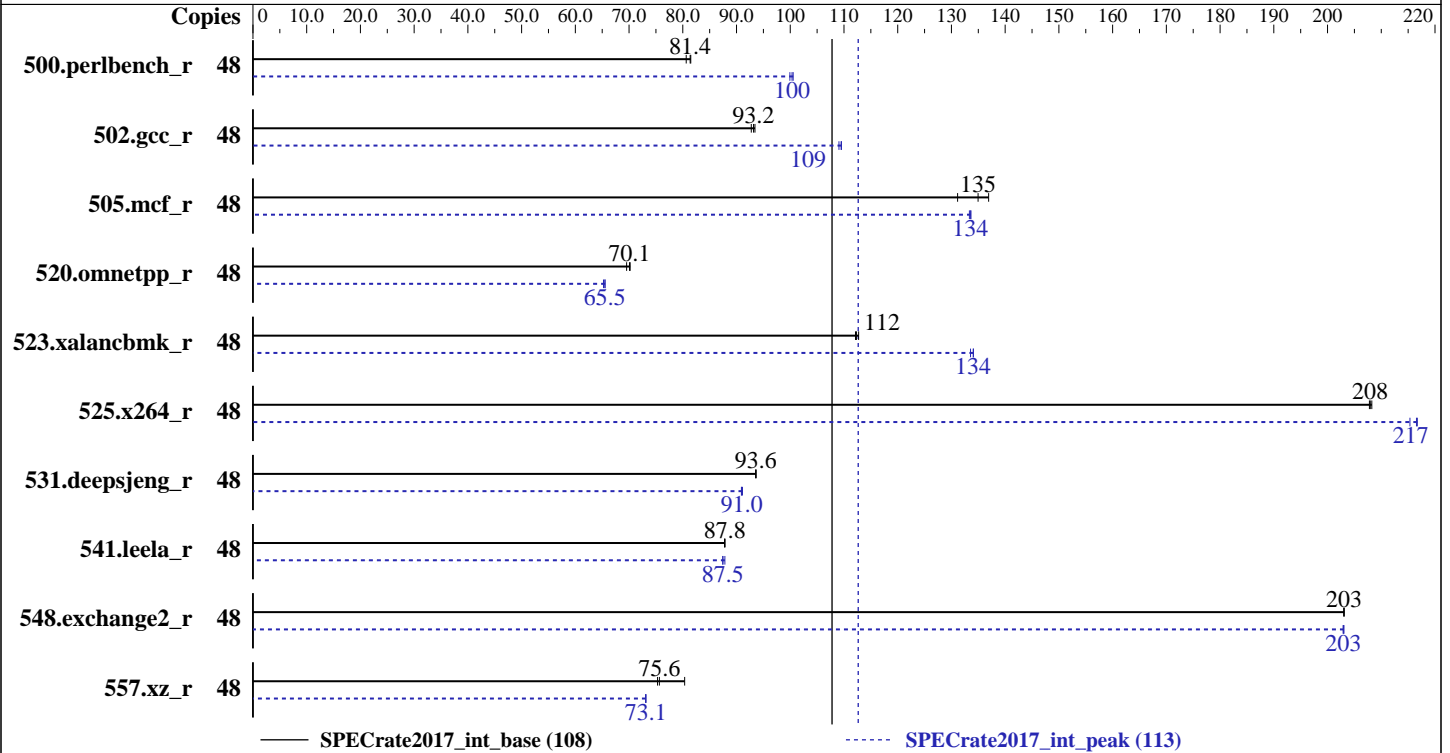 Copies 0 10.0 20.0 30.0 40.0 50.0 60.0 70.0 80.0 90.0 100 110 120 130 140 150 160 170 180 190 200 220
81.4
500.perlbench_r 48
100
93.2
502.gcc_r 48
109
135
505.mcf_r 48
134
70.1
520.omnetpp_r 48
65.5
112
523.xalancbmk_r 48
134
208
525.x264_r 48
217
93.6
531.deepsjeng_r 48
91.0
87.8
541.leela_r 48
87.5
203
548.exchange2_r 48
203
75.6
557.xz_r 48
73.1
SPECrate2017_int_base (108) SPECrate2017_int_peak (113)